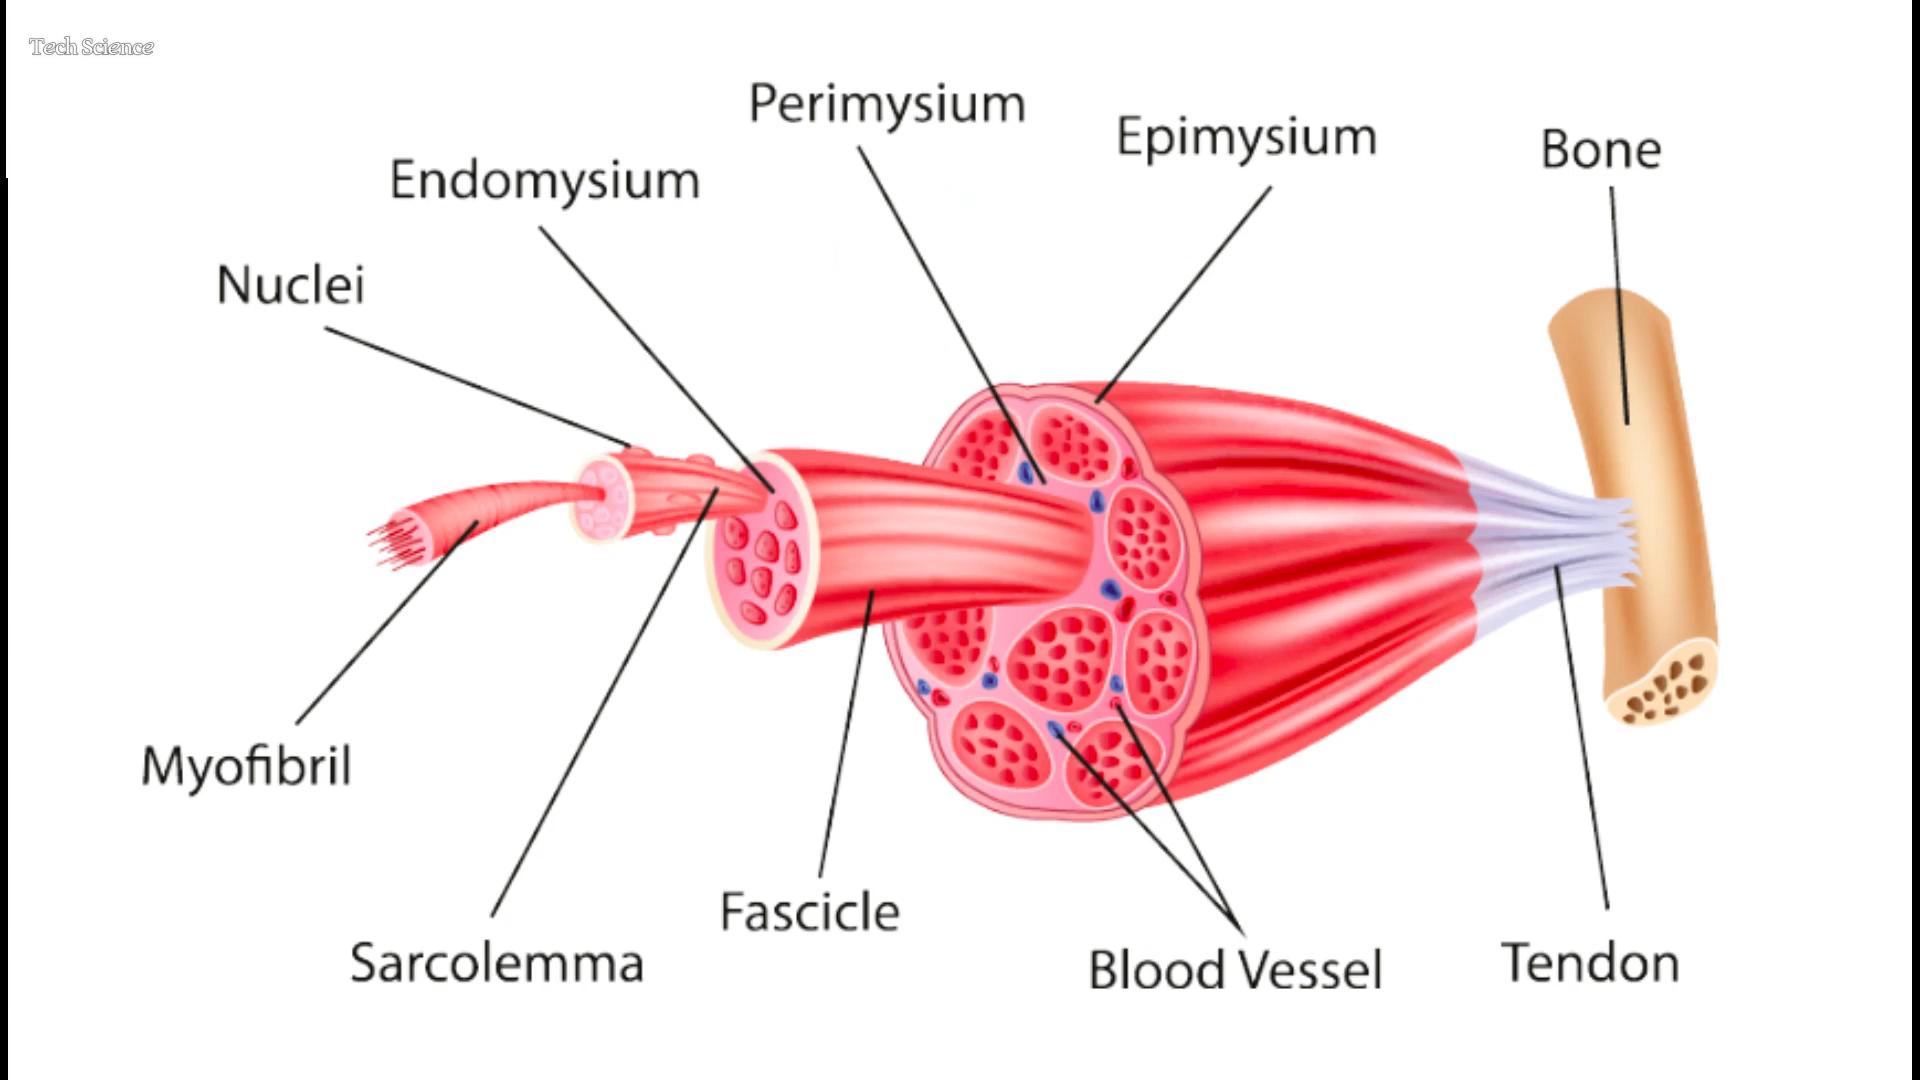 Tech Science
Perimysium
Epimysium
Bone
Endomysium
Nuclei
Myofibril
Fascicle
Sarcolemma
Blood Vessel
Tendon